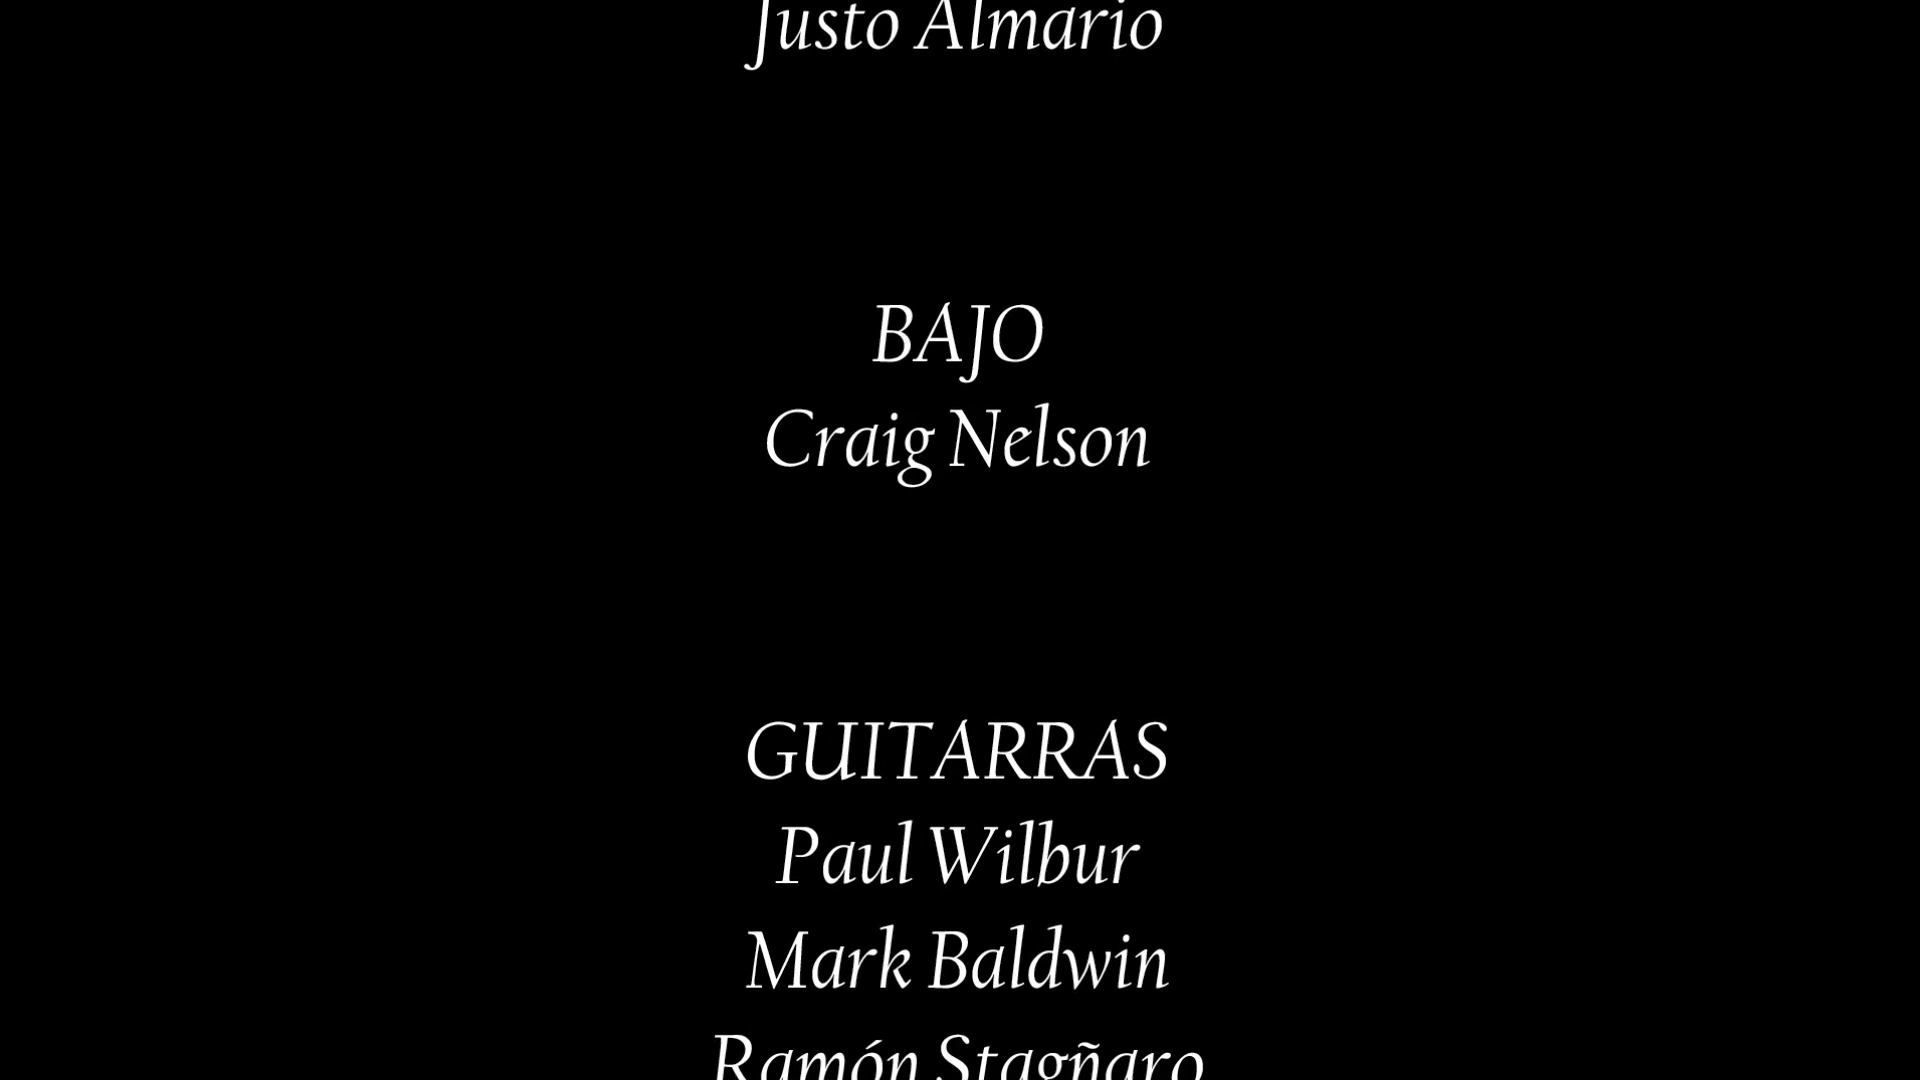 Justo Almario
BAJO
Craig Nelson
GUITARRAS
Paul Wilbur
Mark Baldwin
Ramón Stagñaro